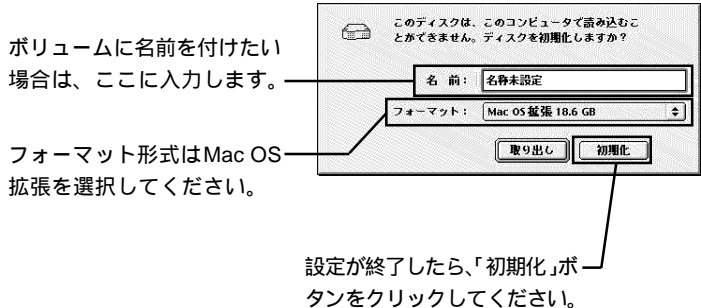 このディスクは、このコンピュータで読み込むこ
とができません。ディスクを初期化しますか？
ボリュームに名前を付けたい
場合は、ここに入力します。
名 前： 名称未設定
フォーマット： Mac OS 拡張 18.6 GB
フォーマット形式はMac OS
拡張を選択してください。
取り出し 初期化
設定が終了したら、「初期化」ボ
タンをクリックしてください。